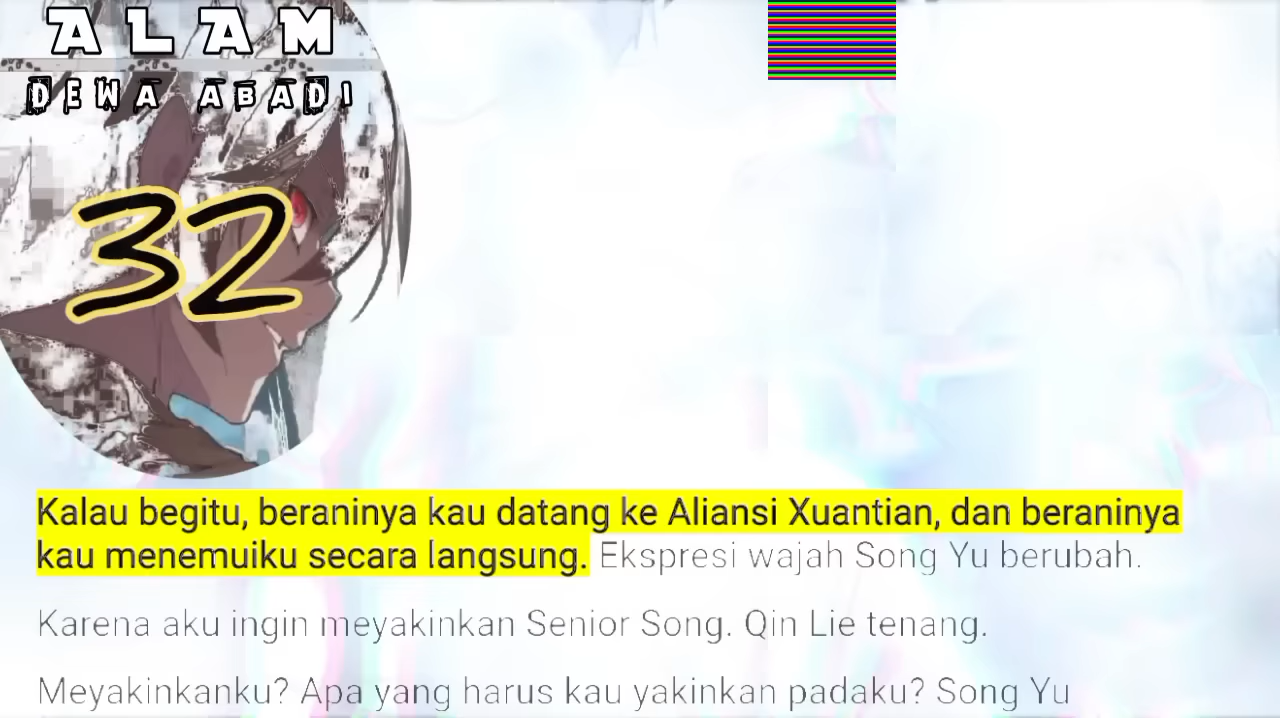 ALAM
DEWA ABADI
32
Kalau begitu, beraninya kau datang ke Aliansi Xuantian, dan beraninya
kau menemuiku secara langsung. Ekspresi wajah Song Yu berubah.
Karena aku ingin meyakinkan Senior Song. Qin Lie tenang.
Meyakinkanku? Apa yang harus kau yakinkan padaku? Song Yu